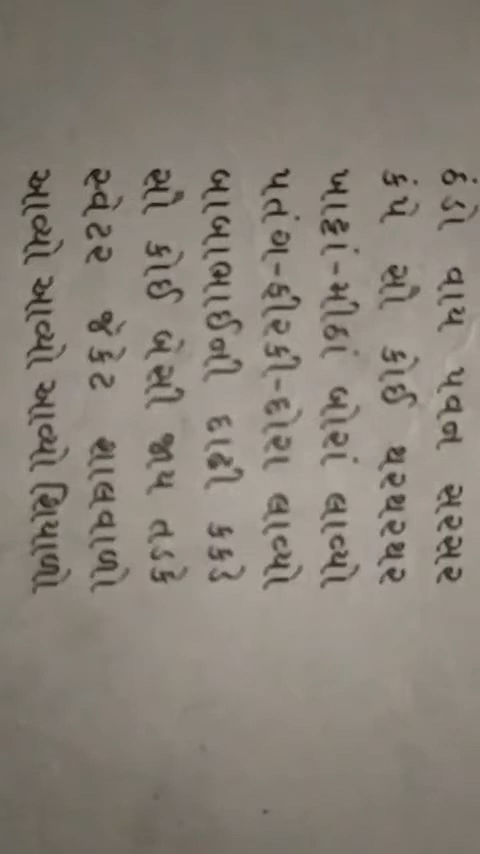 ઠંડો વાય પવન સરસર
કંપે સૌ કોઈ થરથરથર
ખાટાં-મીઠાં બોરાં લાવ્યો
પતંગ-ફીરકી-દોરા લાવ્યો
બાબાભાઈની દાઢી કકડે
સૌ કોઈ બેસી જાય તડકે
સ્વેટર જેકેટ શાલવાળો
આવ્યો આવ્યો આવ્યો શિયાળો